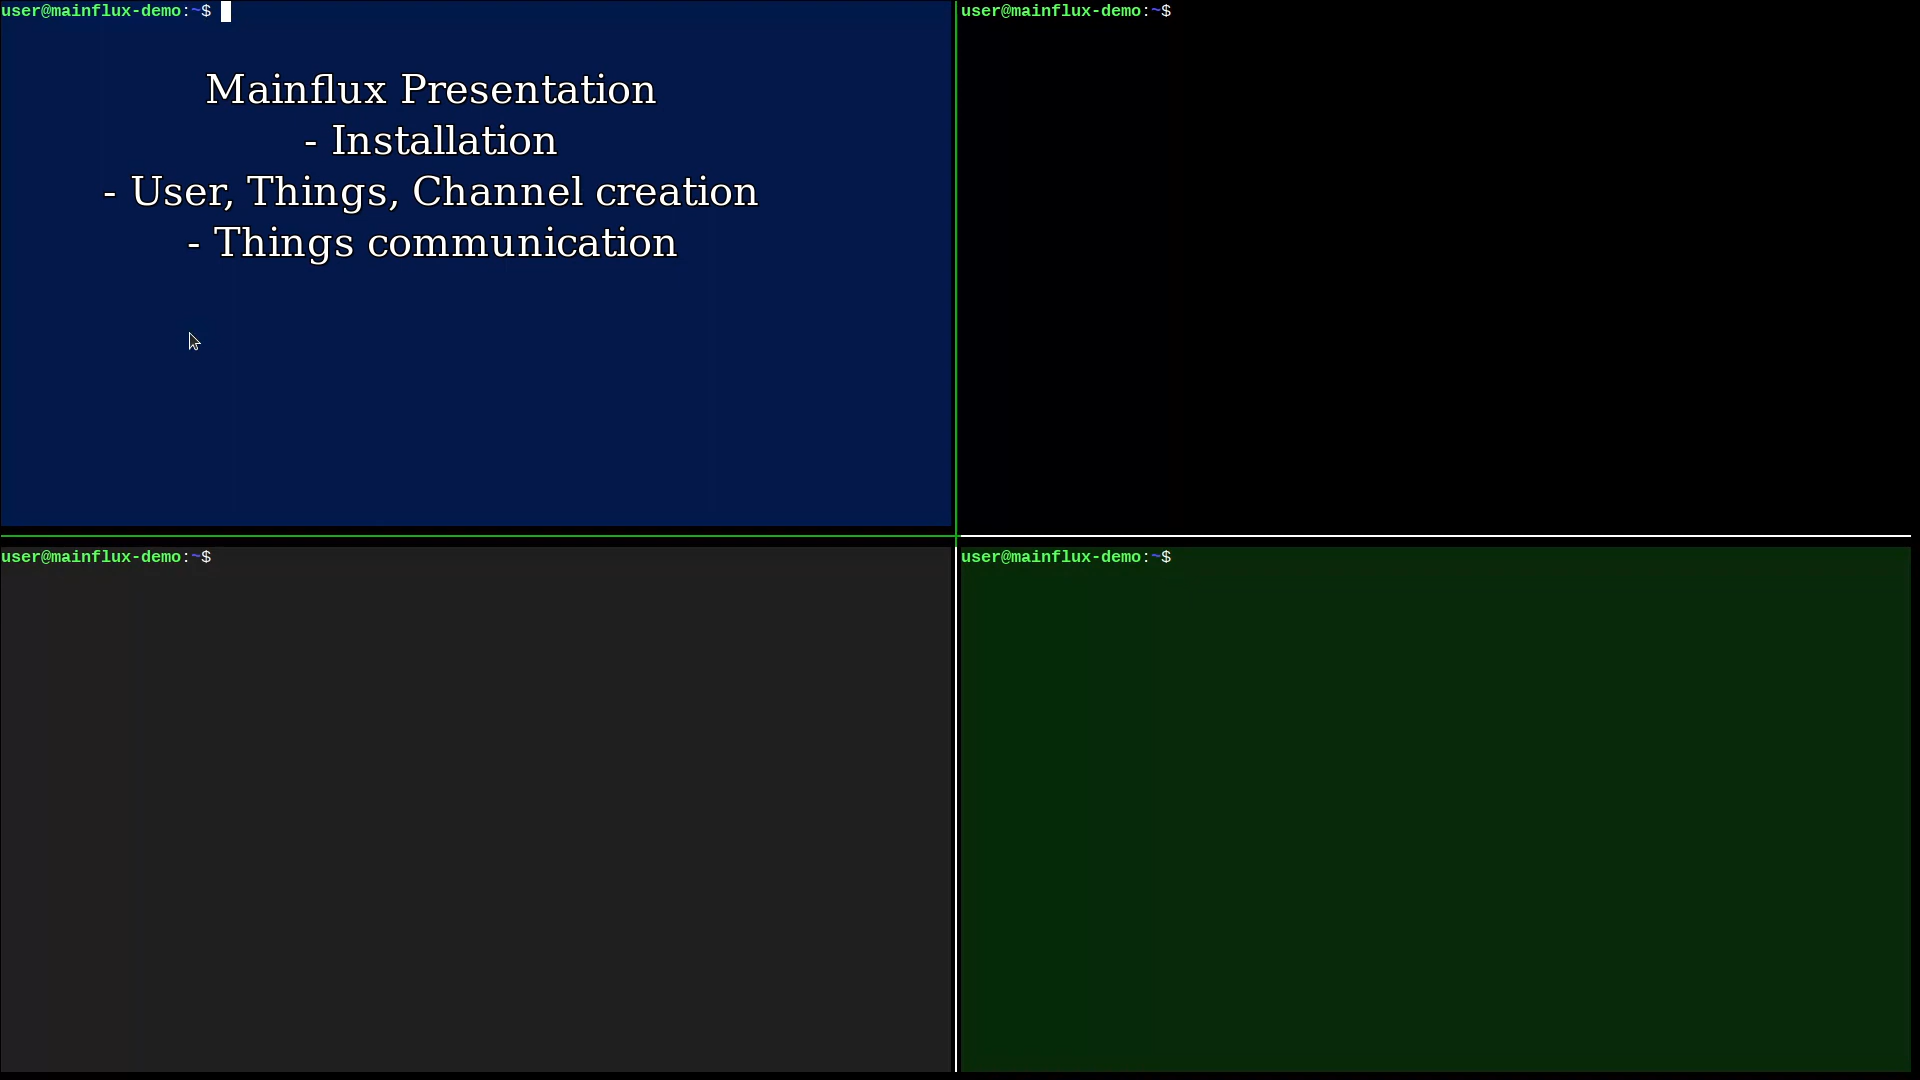 user@mainflux-demo:~$
Mainflux Presentation
- Installation
- User, Things, Channel creation
- Things communication
user@mainflux-demo:~$
user@mainflux-demo:~$
user@mainflux-demo:~$